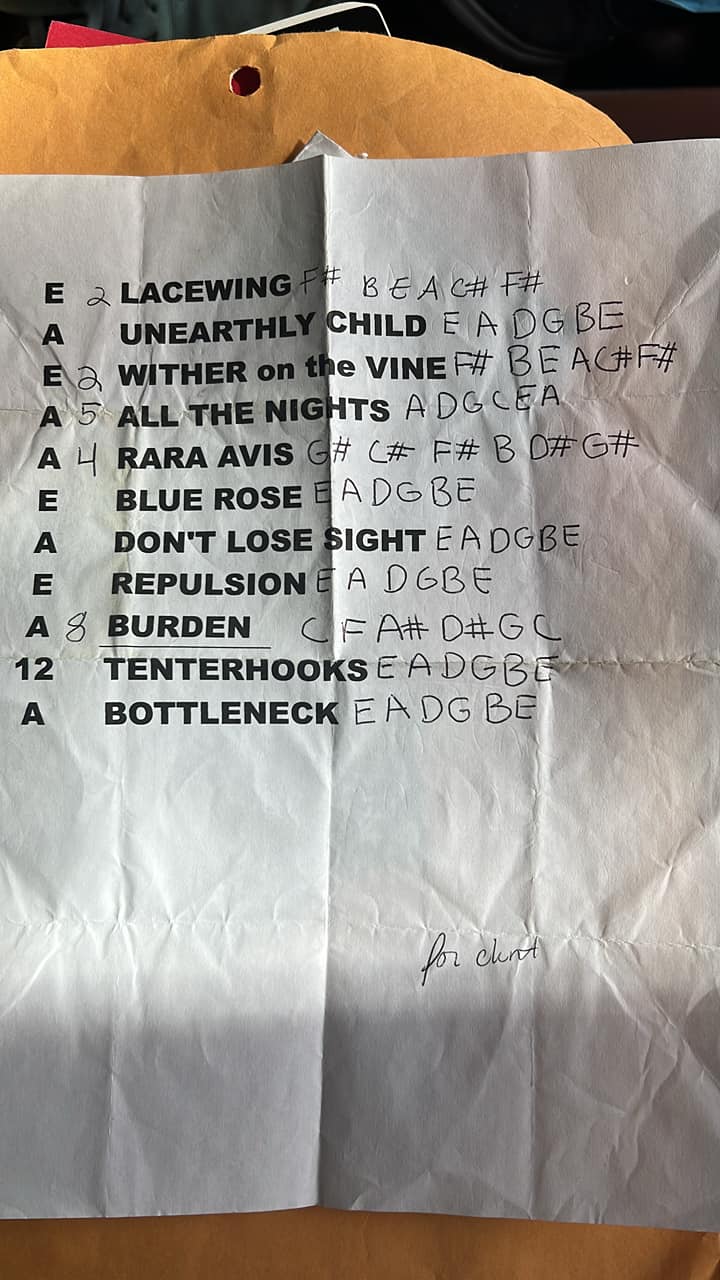 E 2 LACEWING F# B E A C# F#
A UNEARTHLY CHILD E A D G B E
E 2 WITHER on the VINE F# B E A C# F#
A 5 ALL THE NIGHTS A D G C E A
A 4 RARA AVIS G# C# F# B D# G#
E BLUE ROSE E A D G B E
A DON'T LOSE SIGHT E A D G B E
E REPULSION E A D G B E
A 8 BURDEN C F A# D# G C
12 TENTERHOOKS E A D G B E
A BOTTLENECK E A D G B E
for